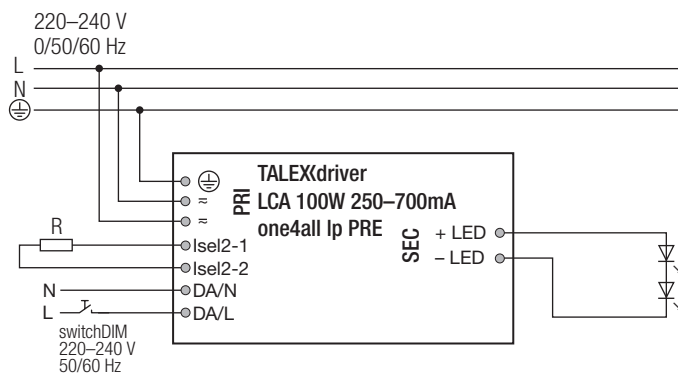 220–240 V
0/50/60 Hz
L
N
TALEXXdriver
LCA 100W 250–700mA
one4all lp PRE
PRI
SEC
≂
≂
R
Isel2-1
Isel2-2
N
DA/N
L
DA/L
+ LED
– LED
switchDIM
220–240 V
50/60 Hz